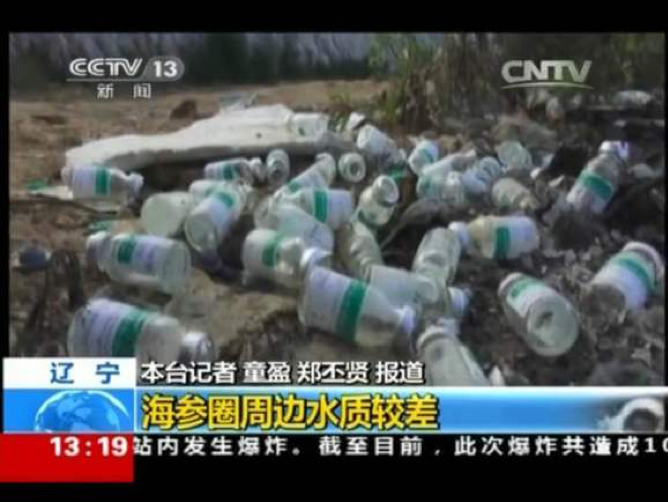 CCTV 13
新闻
CNTV
辽宁
本台记者 童盈 郑丕贤 报道
海参圈周边水质较差
13:19
站内发生爆炸。截至目前，此次爆炸共造成10